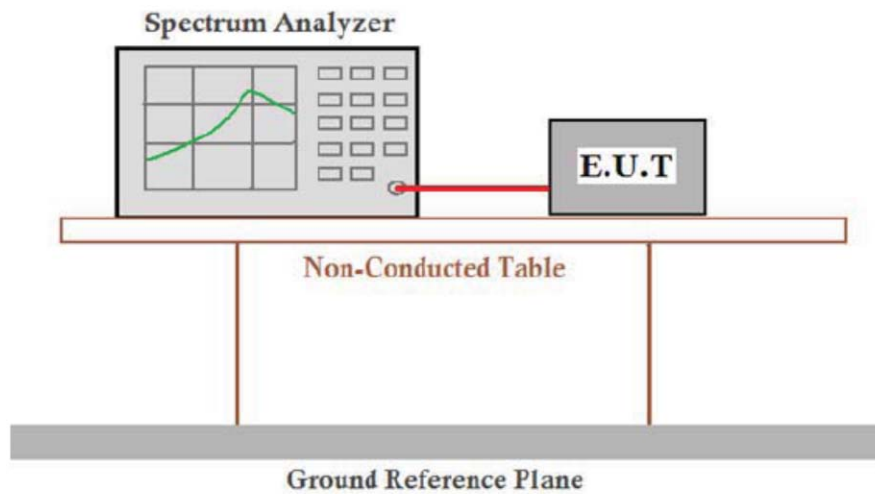 Spectrum Analyzer
E.U.T
Non-Conducted Table
Ground Reference Plane